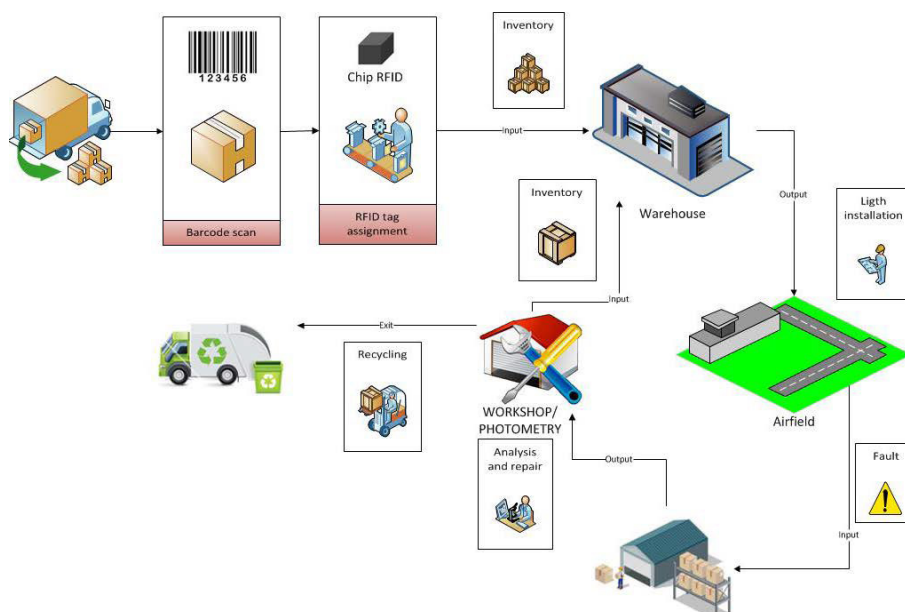 123456
Chip RFID
Barcode scan
RFID tag
assignment
Inventory
Input
Warehouse
Output
Ligth
installation
Airfield
Fault
Input
Output
WORKSHOP/
PHOTOMETRY
Analysis
and repair
Inventory
Input
Exit
Recycling